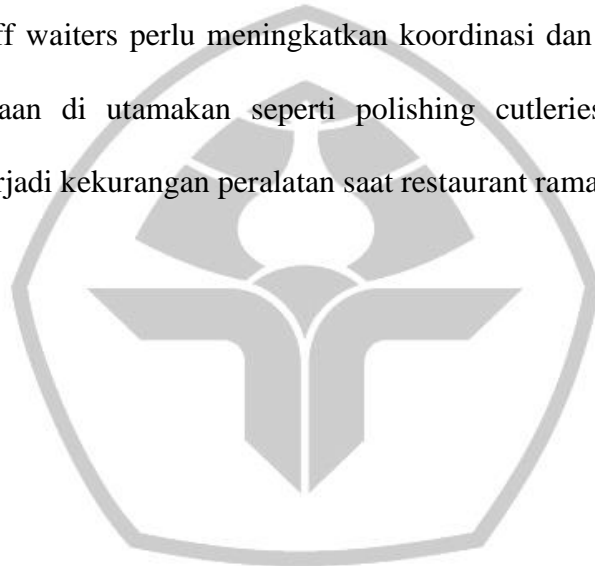 ff waiters perlu meningkatkan koordinasi dan
aan di utamakan seperti polishing cutleries
rjadi kekurangan peralatan saat restaurant rama